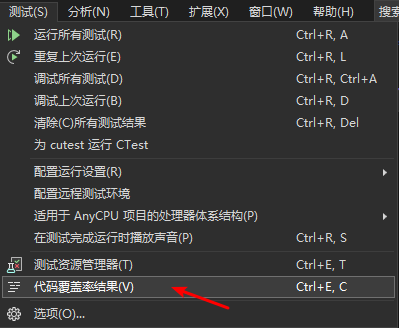 测试(S) 分析(N) 工具(T) 扩展(X) 窗口(W) 帮助(H) 搜索
运行所有测试(R) Ctrl+R, A
重复上次运行(E) Ctrl+R, L
调试所有测试(D) Ctrl+R, Ctrl+A
调试上次运行(B) Ctrl+R, D
清除(C)所有测试结果 Ctrl+R, Del
为 cutest 运行 CTest
配置运行设置(R)
配置远程测试环境
适用于 AnyCPU 项目的处理器体系结构(P)
在测试完成运行时播放声音(P) Ctrl+R, S
测试资源管理器(T) Ctrl+E, T
代码覆盖率结果(V) Ctrl+E, C
选项(O)...